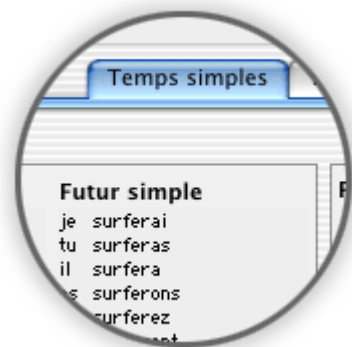 Temps simples
Futur simple
je surferai
tu surferas
il surfera
surferons
surferez